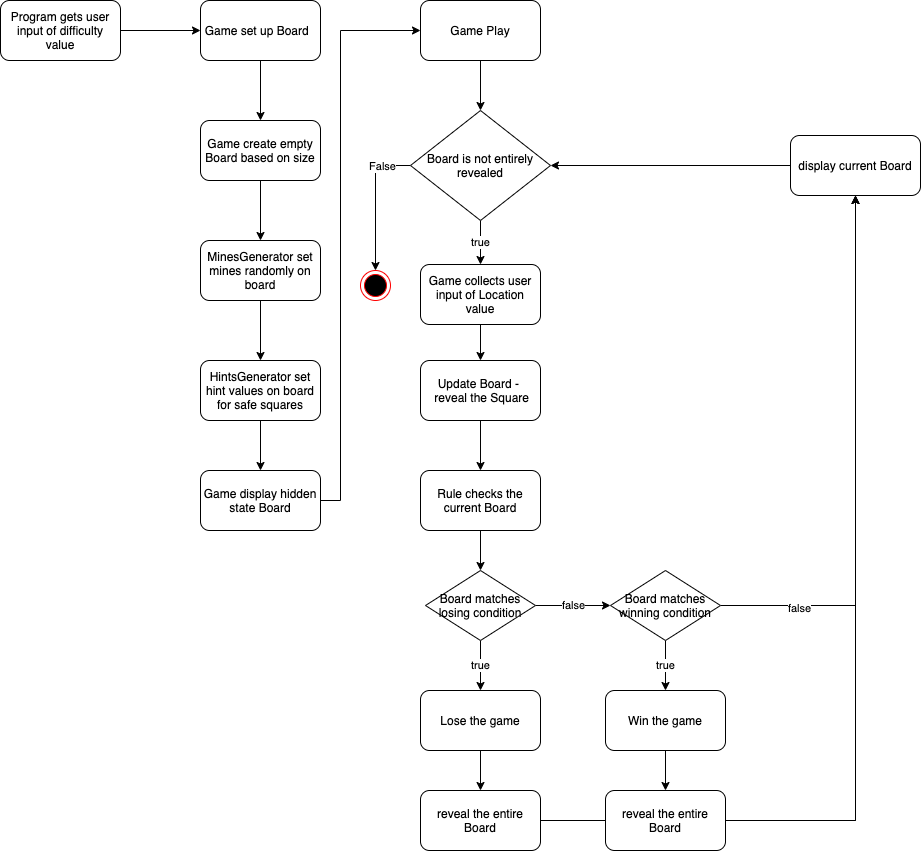 Program gets user
input of difficulty
value
Game set up Board
Game create empty
Board based on size
MinesGenerator set
mines randomly on
board
HintsGenerator set
hint values on board
for safe squares
Game display hidden
state Board
Game Play
Board is not entirely
revealed
False
true
display current Board
Game collects user
input of Location
value
Update Board -
reveal the Square
Rule checks the
current Board
Board matches
losing condition
false
Board matches
winning condition
false
true
true
Lose the game
Win the game
reveal the entire
Board
reveal the entire
Board